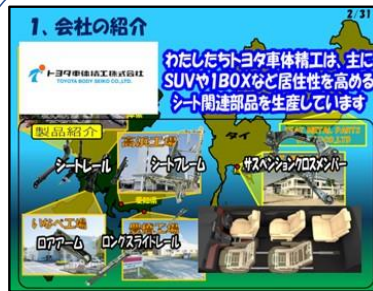 2/31
1、会社の紹介
トヨタ車体精工株式会社
TOYOTA BODY SEIKO CO.,LTD.
わたしたちトヨタ車体精工は、主に
SUVや1BOXなど居住性を高める
シート関連部品を生産しています
製品紹介
高浜工場
タイ
METAL PARTS
CO.,LTD
シートレール
シートフレーム
サスペンションクロスメンバー
いなべ工場
ロアアーム
ロングスライドレール